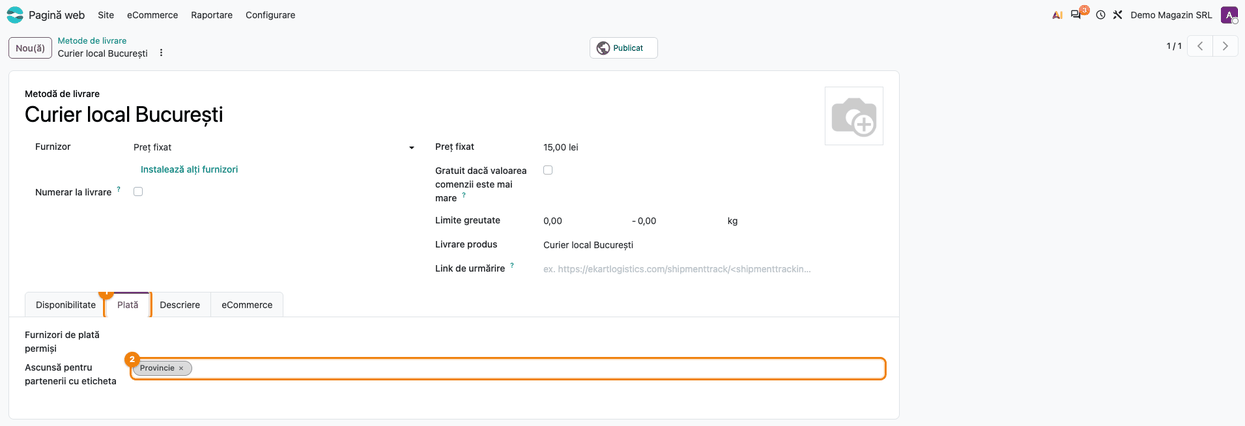 Pagină web Site eCommerce Raportare Configurare 3 Demo Magazin SRL A
Nou(ă) Metode de livrare
Curier local București
Publicat
1 / 1
Metodă de livrare
Curier local București
Furnizor Preț fixat
Instalează alți furnizori
Numerar la livrare ?
Preț fixat 15,00 lei
Gratuit dacă valoarea
comenzii este mai
mare ?
Limite greutate 0,00 - 0,00 kg
Livrare produs Curier local București
Link de urmărire ? ex. https://ekartlogistics.com/shipmenttrack/<shipmenttrackin...
Disponibilitate 1 Plată Descriere eCommerce
Furnizori de plată
permiși
Ascunsă pentru
partenerii cu eticheta
2 Provincie ×